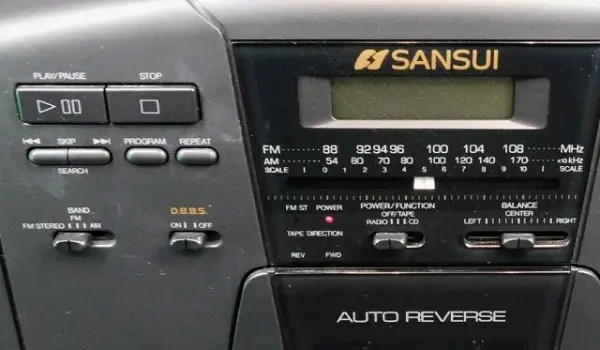 PLAY/PAUSE STOP
SKIP PROGRAM REPEAT
SEARCH
BAND
FM
FM STEREO AM
D.B.B.S.
ON OFF
SANSUI
FM 88 92 94 96 100 104 108 MHz
AM 54 60 70 80 100 120 140 170 x10 kHz
SCALE 0 1 2 3 4 5 6 7 8 9 10 SCALE
FM ST POWER
TAPE DIRECTION
REV FWD
POWER/FUNCTION
OFF/TAPE
RADIO CD
BALANCE
CENTER
LEFT RIGHT
AUTO REVERSE